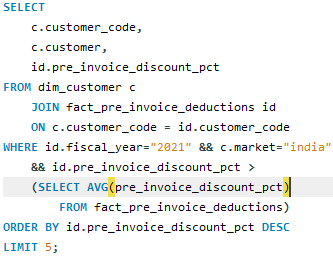 SELECT
    c.customer_code,
    c.customer,
    id.pre_invoice_discount_pct
FROM dim_customer c
    JOIN fact_pre_invoice_deductions id
    ON c.customer_code = id.customer_code
WHERE id.fiscal_year="2021" && c.market="india"
    && id.pre_invoice_discount_pct >
    (SELECT AVG(pre_invoice_discount_pct)
        FROM fact_pre_invoice_deductions)
ORDER BY id.pre_invoice_discount_pct DESC
LIMIT 5;